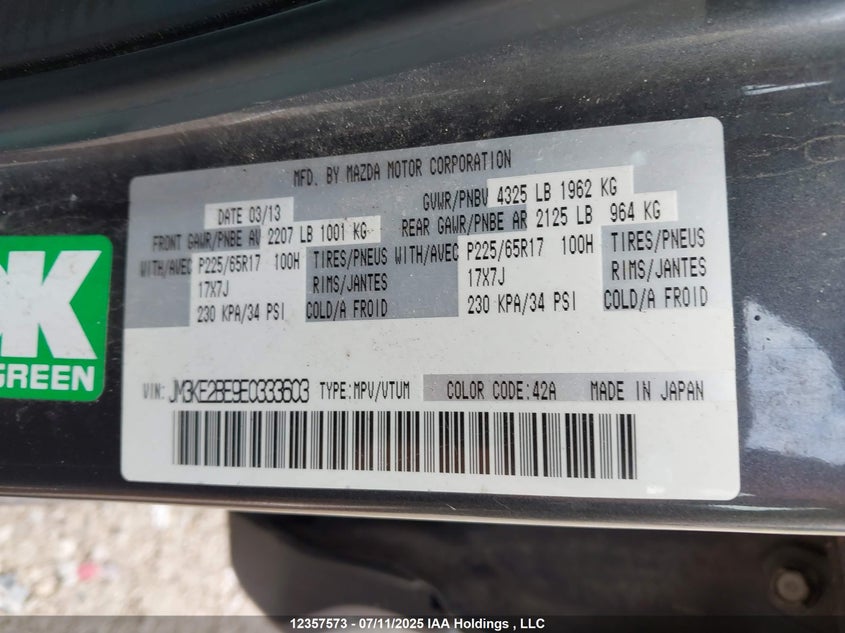 MFD. BY MAZDA MOTOR CORPORATION
DATE 03/13 GVWR/PNBV 4325 LB 1962 KG
FRONT GAWR/PNBE AV 2207 LB 1001 KG REAR GAWR/PNBE AR 2125 LB 964 KG
WITH/AVEC P225/65R17 100H TIRES/PNEUS WITH/AVEC P225/65R17 100H TIRES/PNEUS
17X7J RIMS/JANTES 17X7J RIMS/JANTES
230 KPA/34 PSI COLD/A FROID 230 KPA/34 PSI COLD/A FROID
VIN: JM3KE2BE9E0333603 TYPE:MPV/VTUM COLOR CODE:42A MADE IN JAPAN
K
GREEN
12357573 - 07/11/2025 IAA Holdings , LLC